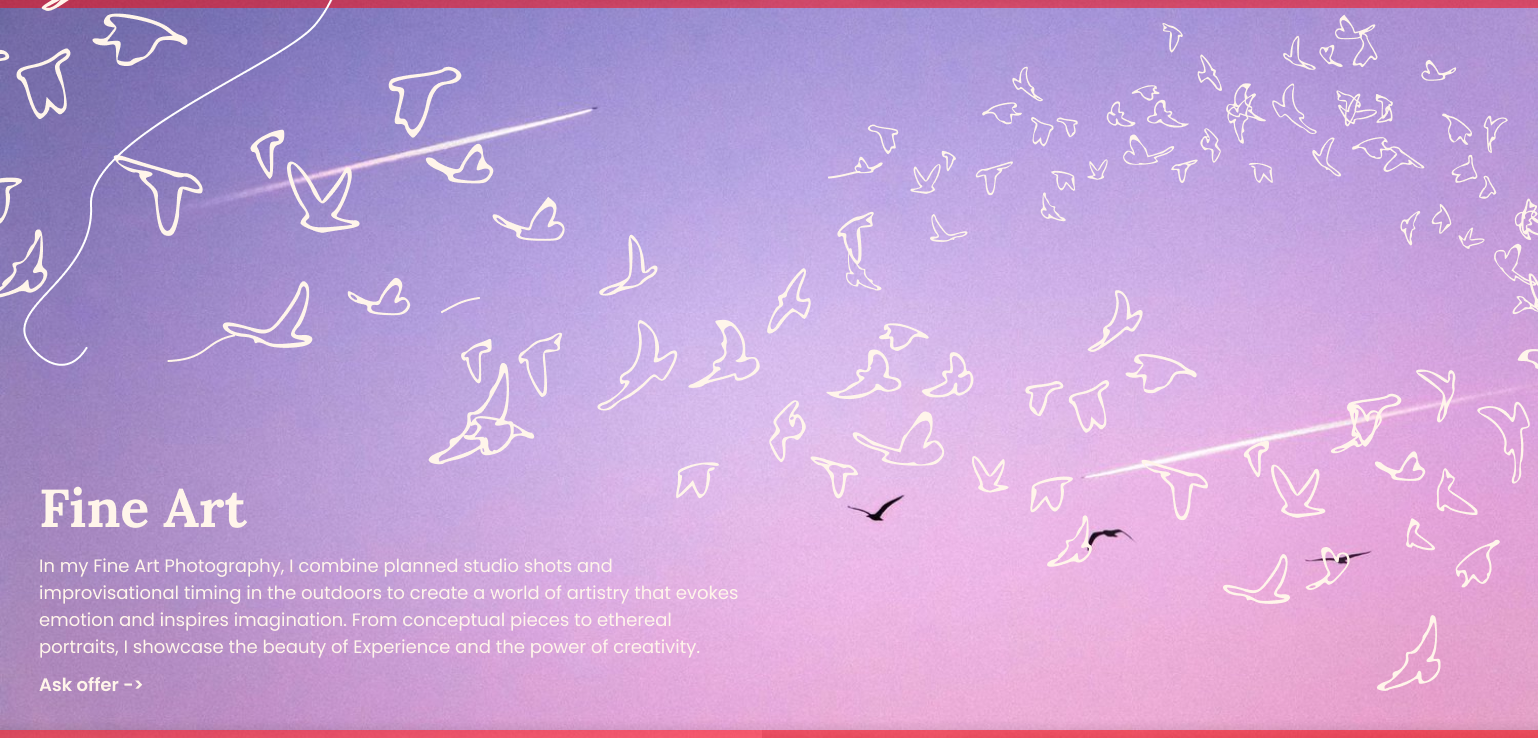 Fine Art
In my Fine Art Photography, I combine planned studio shots and
improvisational timing in the outdoors to create a world of artistry that evokes
emotion and inspires imagination. From conceptual pieces to ethereal
portraits, I showcase the beauty of Experience and the power of creativity.
Ask offer ->